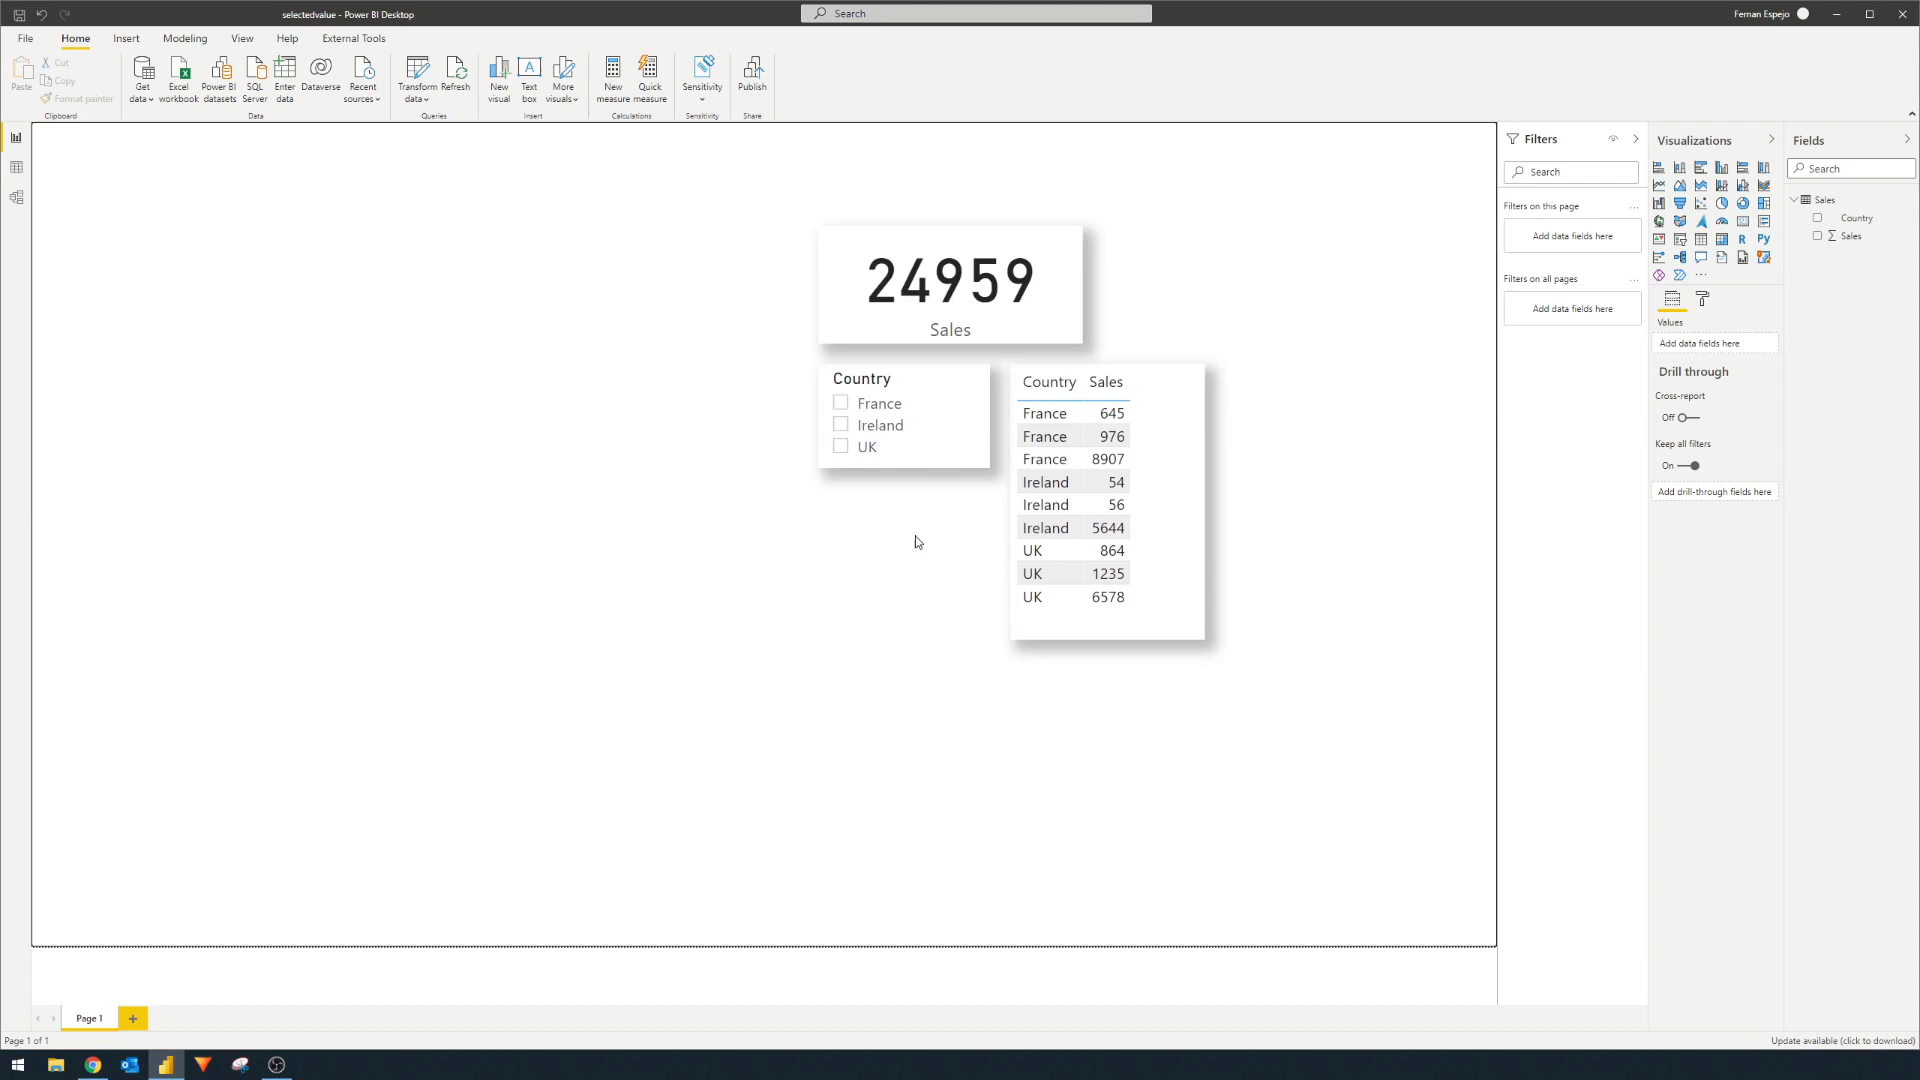 selectedvalue - Power BI Desktop
Search
Fernan Espejo
File
Home
Insert
Modeling
View
Help
External Tools
Paste
Cut
Copy
Format painter
Clipboard
Get data
Excel workbook
Power BI datasets
SQL Server
Enter data
Dataverse
Recent sources
Data
Transform data
Refresh
Queries
New visual
Text box
More visuals
Insert
New measure
Quick measure
Calculations
Sensitivity
Sensitivity
Publish
Share
24959
Sales
Country
France
Ireland
UK
Country Sales
France 645
France 976
France 8907
Ireland 54
Ireland 56
Ireland 5644
UK 864
UK 1235
UK 6578
Filters
Search
Filters on this page
Add data fields here
Filters on all pages
Add data fields here
Visualizations
R
Py
Values
Add data fields here
Drill through
Cross-report
Off
Keep all filters
On
Add drill-through fields here
Fields
Search
Sales
Country
Σ Sales
Page 1
Page 1 of 1
Update available (click to download)